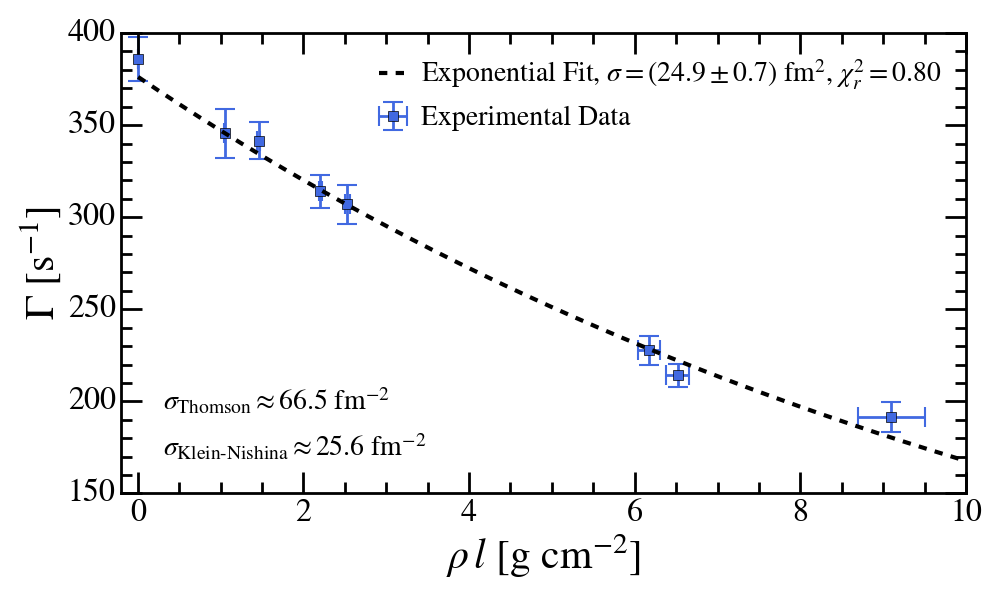 400
350
300
250
200
150
Γ [s⁻¹]
Exponential Fit, σ = (24.9 ± 0.7) fm², χᵣ² = 0.80
Experimental Data
σ_Thomson ≈ 66.5 fm⁻²
σ_Klein-Nishina ≈ 25.6 fm⁻²
0 2 4 6 8 10
ρ l [g cm⁻²]